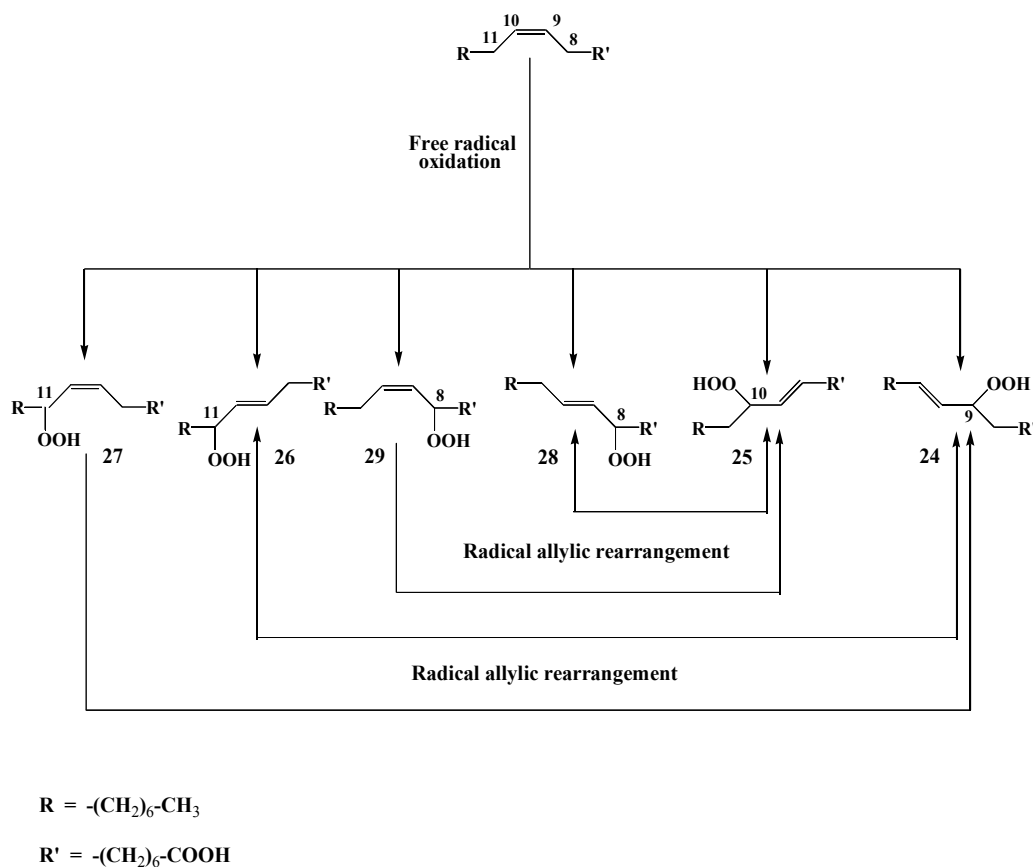 10 9
11 8
R R'
Free radical
oxidation
11
R R'
OOH
27
R'
11
R
OOH
26
8
R R'
OOH
29
R
8
R'
OOH
28
HOO R'
10
R
25
R OOH
9
R'
24
Radical allylic rearrangement
Radical allylic rearrangement
R = -(CH2)6-CH3
R' = -(CH2)6-COOH